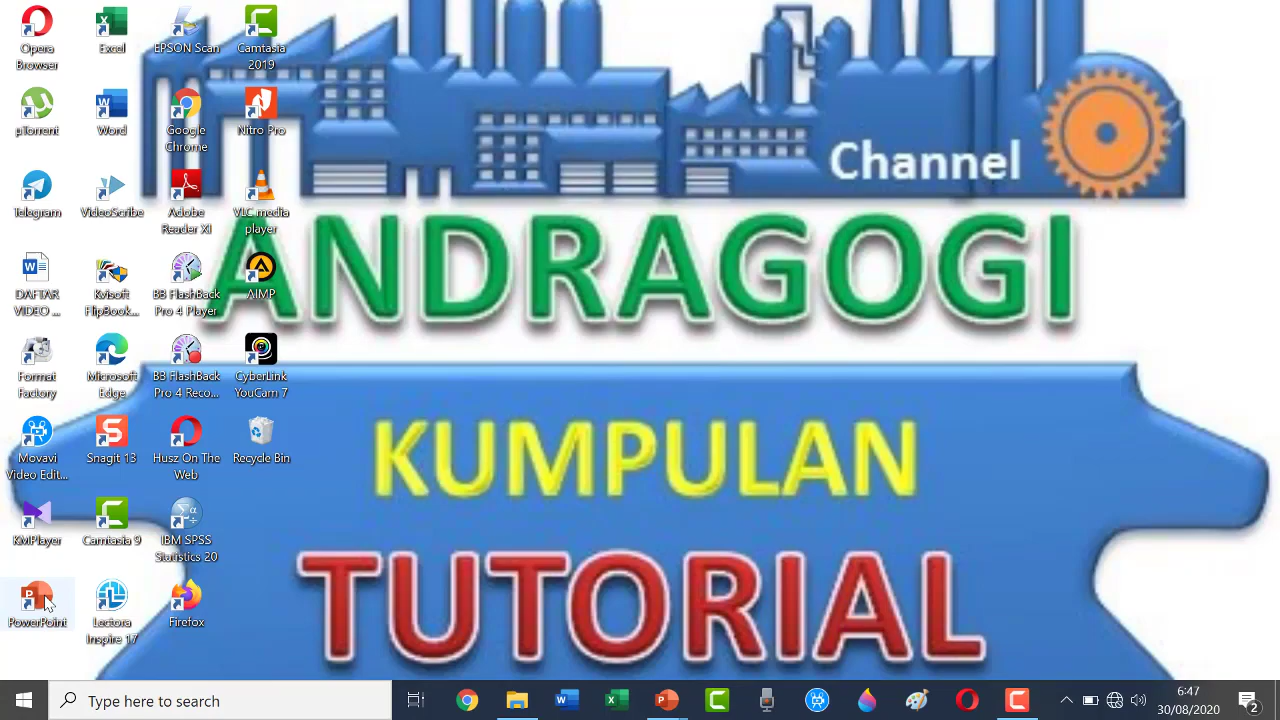 Opera
Browser
Excel
EPSON Scan
Camtasia
2019
µTorrent
Word
Google
Chrome
Nitro Pro
Telegram
VideoScribe
Adobe
Reader XI
VLC media
player
DAFTAR
VIDEO ...
Kvisoft
FlipBook...
BB FlashBack
Pro 4 Player
AIMP
Format
Factory
Microsoft
Edge
BB FlashBack
Pro 4 Reco...
CyberLink
YouCam 7
Movavi
Video Edit...
Snagit 13
Husz On The
Web
Recycle Bin
KMPlayer
Camtasia 9
IBM SPSS
Statistics 20
PowerPoint
Lectora
Inspire 17
Firefox
Channel
ANDRAGOGI
KUMPULAN
TUTORIAL
Type here to search
6:47
30/08/2020
2